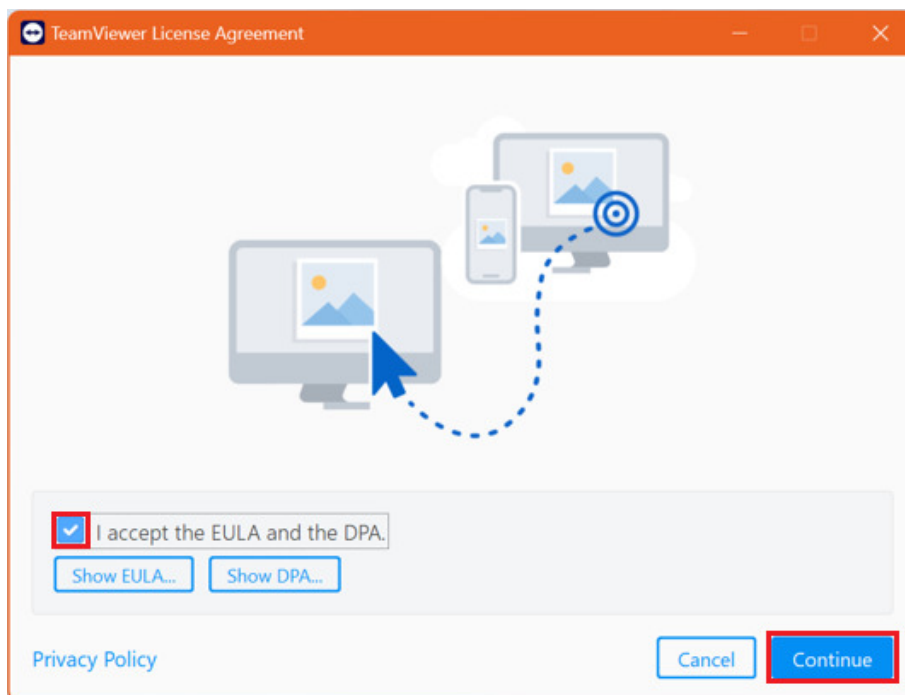 TeamViewer License Agreement
I accept the EULA and the DPA.
Show EULA... Show DPA...
Privacy Policy Cancel Continue